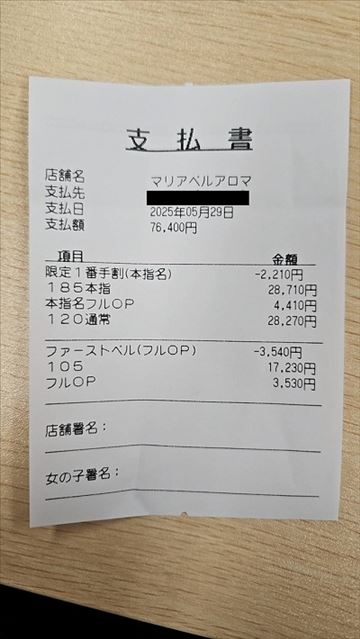 支払書
店舗名 マリアベルアロマ
支払先
支払日 2025年05月29日
支払額 76,400円
項目 金額
限定1番手割(本指名) -2,210円
185本指 28,710円
本指名フルOP 4,410円
120通常 28,270円
ファーストベル(フルOP) -3,540円
105 17,230円
フルOP 3,530円
店舗署名:
女の子署名: